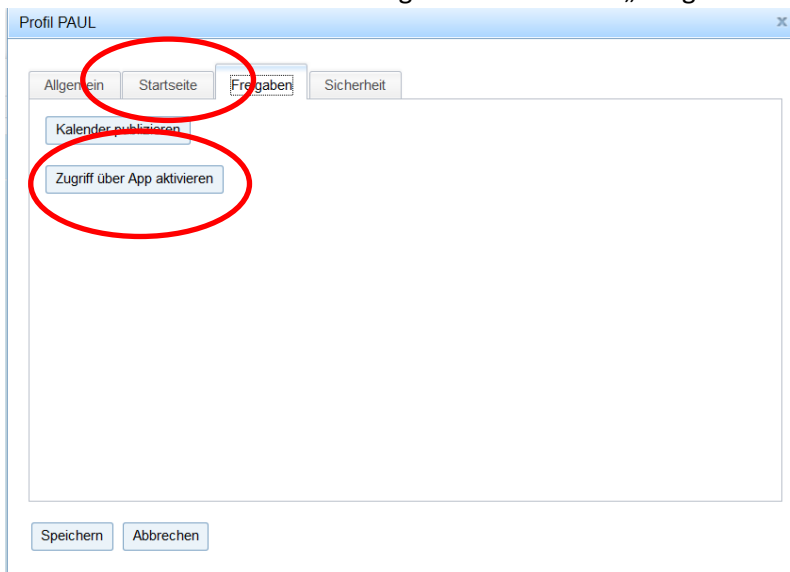 Profil PAUL
Allgemein Startseite Freigaben Sicherheit
Kalender publizieren
Zugriff über App aktivieren
Speichern Abbrechen